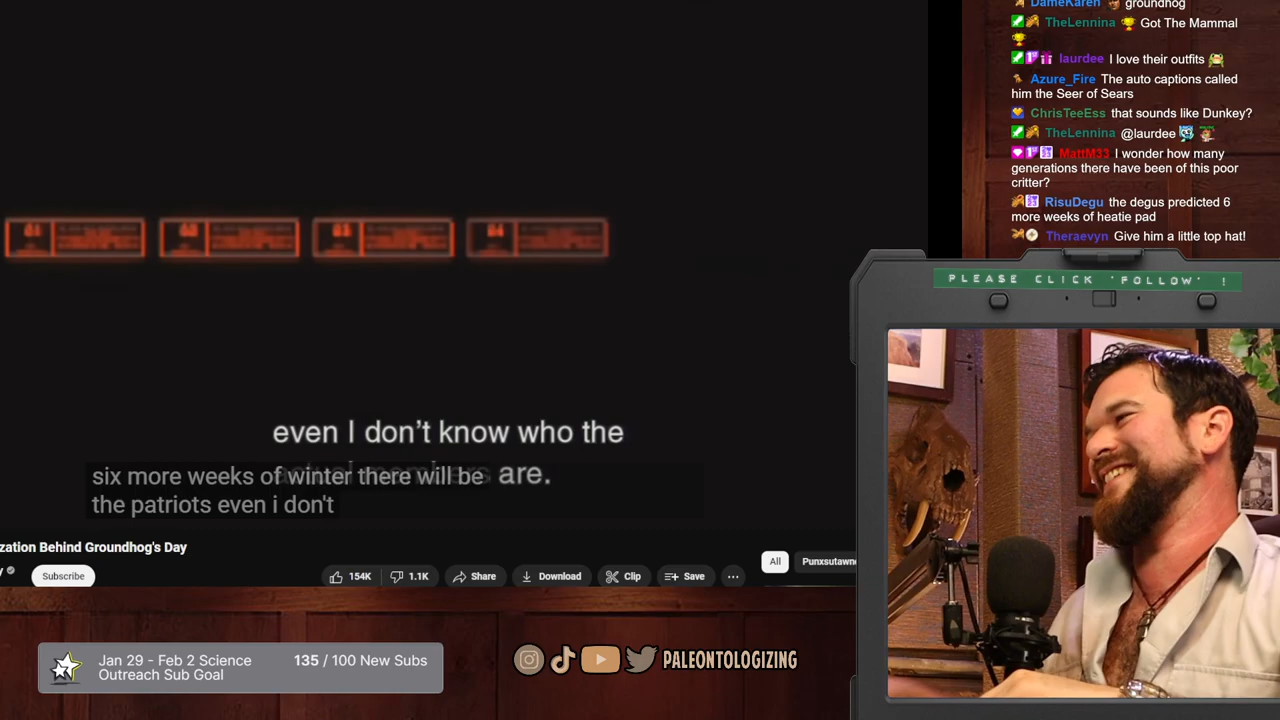 DameKaren groundhog
TheLennina 🏆 Got The Mammal
🏆
laurdee I love their outfits
Azure_Fire The auto captions called
him the Seer of Sears
ChrisTeeEss that sounds like Dunkey?
TheLennina @laurdee
MattM33 I wonder how many
generations there have been of this poor
critter?
RisuDegu the degus predicted 6
more weeks of heatie pad
Theraevyn Give him a little top hat!
PLEASE CLICK 'FOLLOW' !
even I don't know who the
actual members are.
six more weeks of winter there will be
the patriots even i don't
zation Behind Groundhog's Day
y
Subscribe
154K
1.1K
Share
Download
Clip
Save
All
Punxsutawne
Jan 29 - Feb 2 Science
Outreach Sub Goal
135 / 100 New Subs
PALEONTOLOGIZING